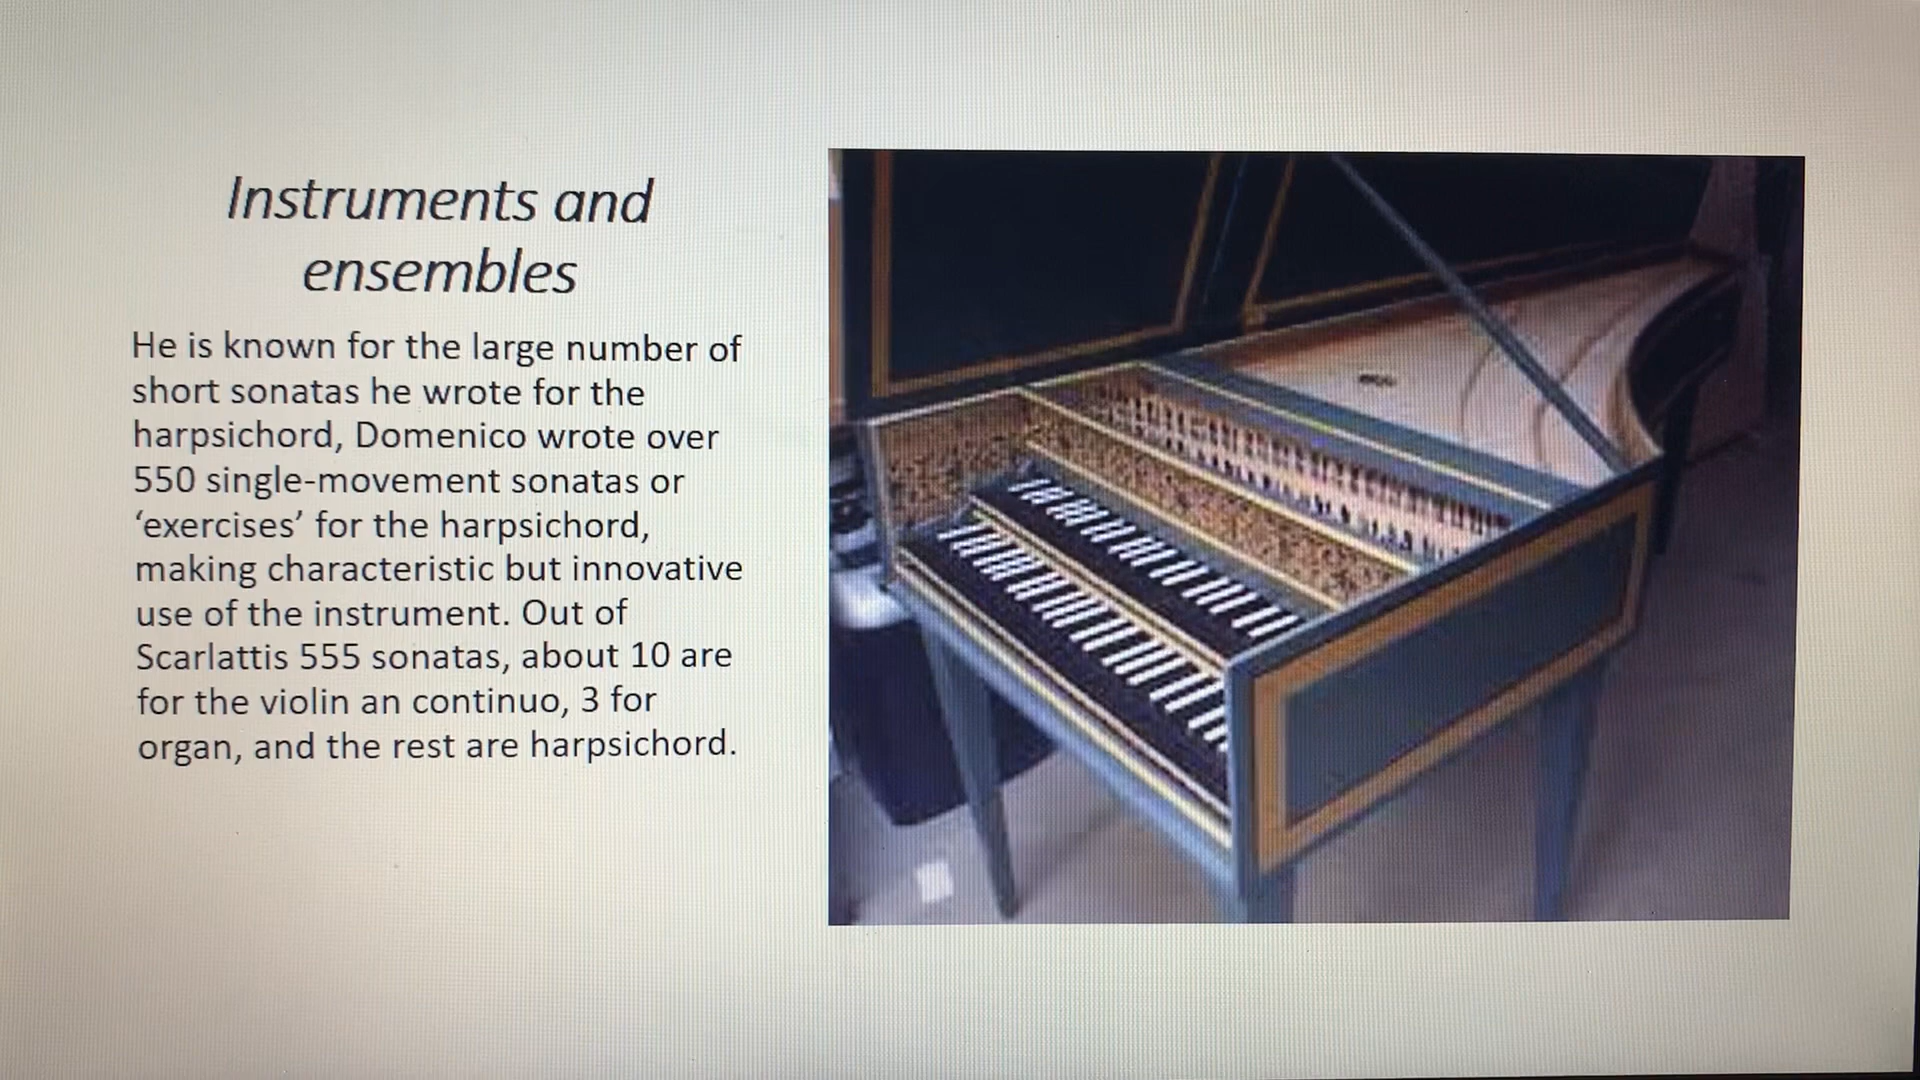 Instruments and
ensembles
He is known for the large number of
short sonatas he wrote for the
harpsichord, Domenico wrote over
550 single-movement sonatas or
‘exercises’ for the harpsichord,
making characteristic but innovative
use of the instrument. Out of
Scarlattis 555 sonatas, about 10 are
for the violin an continuo, 3 for
organ, and the rest are harpsichord.